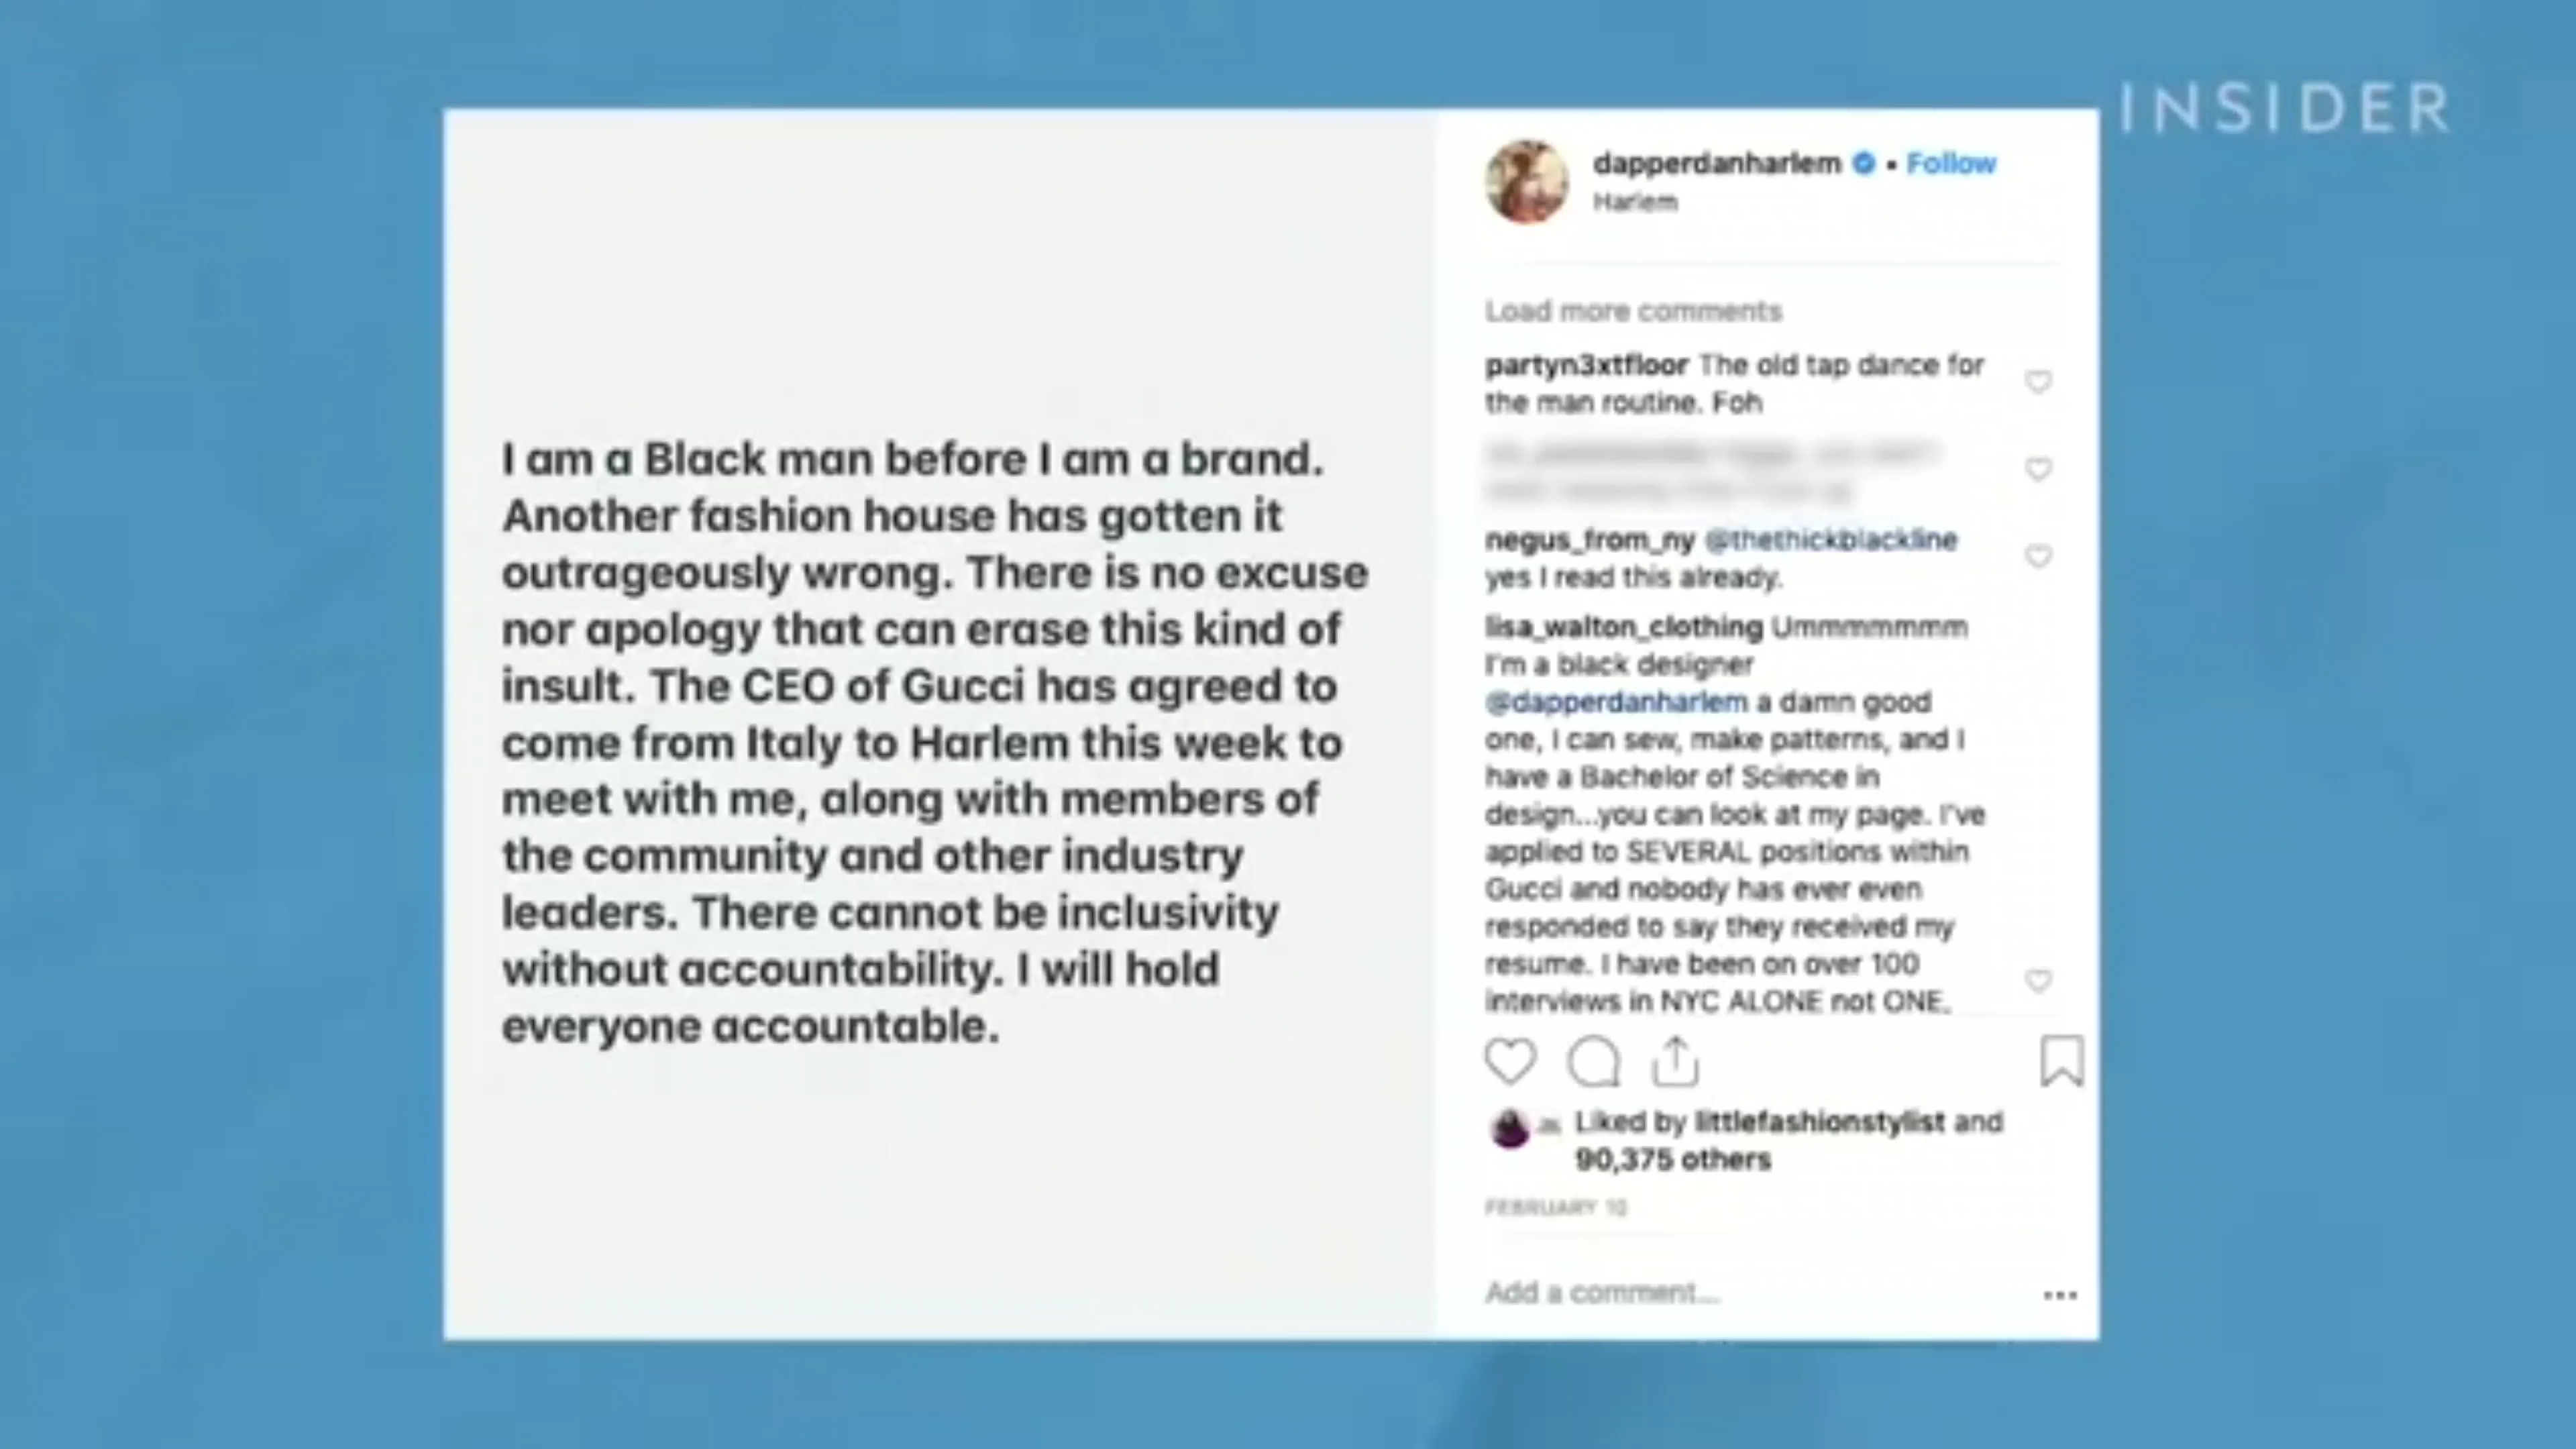 INSIDER
I am a Black man before I am a brand.
Another fashion house has gotten it
outrageously wrong. There is no excuse
nor apology that can erase this kind of
insult. The CEO of Gucci has agreed to
come from Italy to Harlem this week to
meet with me, along with members of
the community and other industry
leaders. There cannot be inclusivity
without accountability. I will hold
everyone accountable.
dapperdanharlem • Follow
Harlem
Load more comments
partyn3xtfloor The old tap dance for
the man routine. Foh
negus_from_ny @thethickblackline
yes I read this already.
lisa_walton_clothing Ummmmmmm
I'm a black designer
@dapperdanharlem a damn good
one, I can sew, make patterns, and I
have a Bachelor of Science in
design...you can look at my page. I've
applied to SEVERAL positions within
Gucci and nobody has ever even
responded to say they received my
resume. I have been on over 100
interviews in NYC ALONE not ONE,
Liked by littlefashionstylist and
90,375 others
FEBRUARY 10
Add a comment...